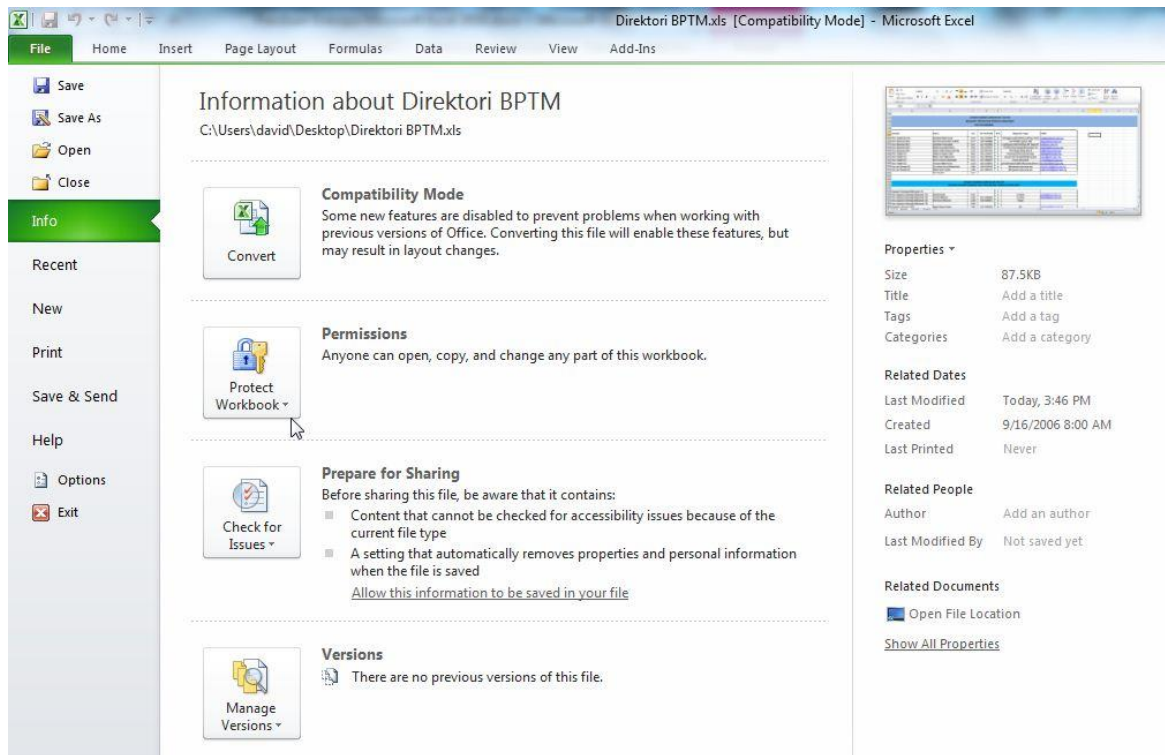 Direktori BPTM.xls [Compatibility Mode] - Microsoft Excel
File Home Insert Page Layout Formulas Data Review View Add-Ins
Save
Save As
Open
Close
Info
Recent
New
Print
Save & Send
Help
Options
Exit
Information about Direktori BPTM
C:\Users\david\Desktop\Direktori BPTM.xls
Convert
Compatibility Mode
Some new features are disabled to prevent problems when working with
previous versions of Office. Converting this file will enable these features, but
may result in layout changes.
Protect
Workbook
Permissions
Anyone can open, copy, and change any part of this workbook.
Check for
Issues
Prepare for Sharing
Before sharing this file, be aware that it contains:
Content that cannot be checked for accessibility issues because of the
current file type
A setting that automatically removes properties and personal information
when the file is saved
Allow this information to be saved in your file
Manage
Versions
Versions
There are no previous versions of this file.
Properties
Size 87.5KB
Title Add a title
Tags Add a tag
Categories Add a category
Related Dates
Last Modified Today, 3:46 PM
Created 9/16/2006 8:00 AM
Last Printed Never
Related People
Author Add an author
Last Modified By Not saved yet
Related Documents
Open File Location
Show All Properties